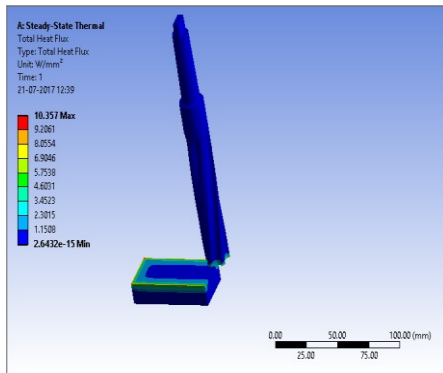 A: Steady-State Thermal
Total Heat Flux
Type: Total Heat Flux
Unit: W/mm²
Time: 1
21-07-2017 12:39
10.357 Max
9.2061
8.0554
6.9046
5.7538
4.6031
3.4523
2.3015
1.1508
2.6432e-15 Min
0.00 50.00 100.00 (mm)
25.00 75.00